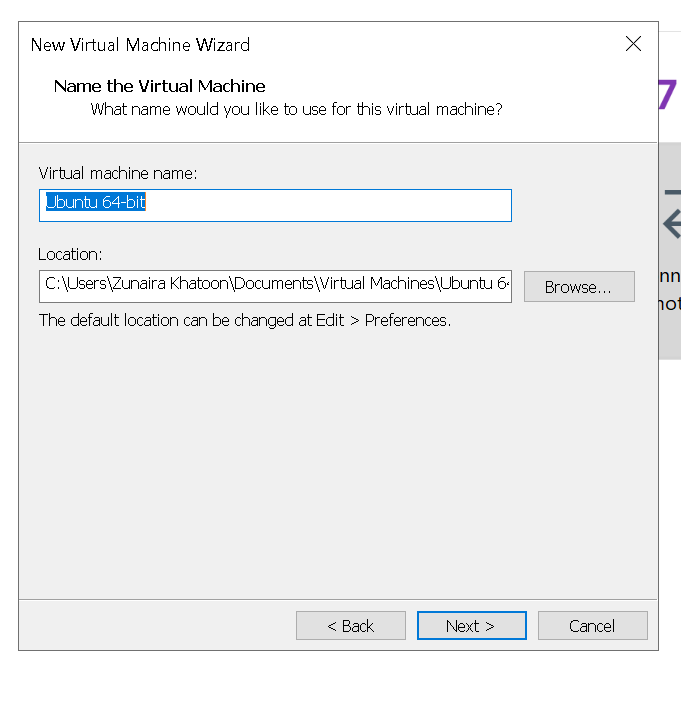 New Virtual Machine Wizard
Name the Virtual Machine
What name would you like to use for this virtual machine?
7
Virtual machine name:
Ubuntu 64-bit
Location:
C:\Users\Zunaira Khatoon\Documents\Virtual Machines\Ubuntu 6
Browse...
The default location can be changed at Edit > Preferences.
< Back
Next >
Cancel